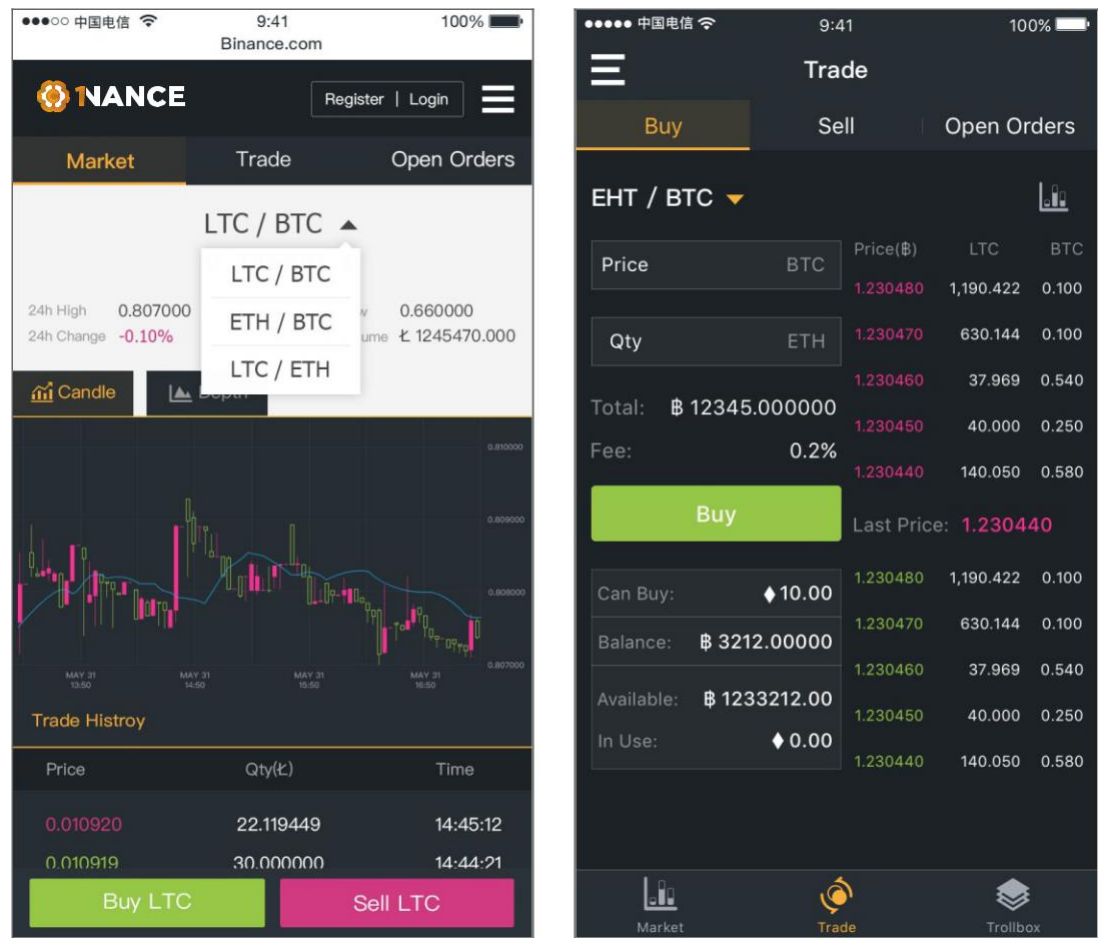 ●●●○○ 中国电信 9:41 100%
Binance.com
1NANCE Register | Login
Market Trade Open Orders
LTC / BTC
LTC / BTC
ETH / BTC
LTC / ETH
24h High 0.807000 0.660000
24h Change -0.10% ume Ł 1245470.000
Candle Depth
0.810000
0.809000
0.808000
0.807000
MAY 31 MAY 31 MAY 31 MAY 31
13:50 14:50 15:50 16:50
Trade Histroy
Price Qty(Ł) Time
0.010920 22.119449 14:45:12
0.010919 30.000000 14:44:21
Buy LTC Sell LTC
●●●●● 中国电信 9:41 100%
Trade
Buy Sell Open Orders
EHT / BTC
Price BTC
Qty ETH
Total: ฿ 12345.000000
Fee: 0.2%
Buy
Can Buy: ♦ 10.00
Balance: ฿ 3212.00000
Available: ฿ 1233212.00
In Use: ♦ 0.00
Price(฿) LTC BTC
1.230480 1,190.422 0.100
1.230470 630.144 0.100
1.230460 37.969 0.540
1.230450 40.000 0.250
1.230440 140.050 0.580
Last Price: 1.230440
1.230480 1,190.422 0.100
1.230470 630.144 0.100
1.230460 37.969 0.540
1.230450 40.000 0.250
1.230440 140.050 0.580
Market Trade Trollbox